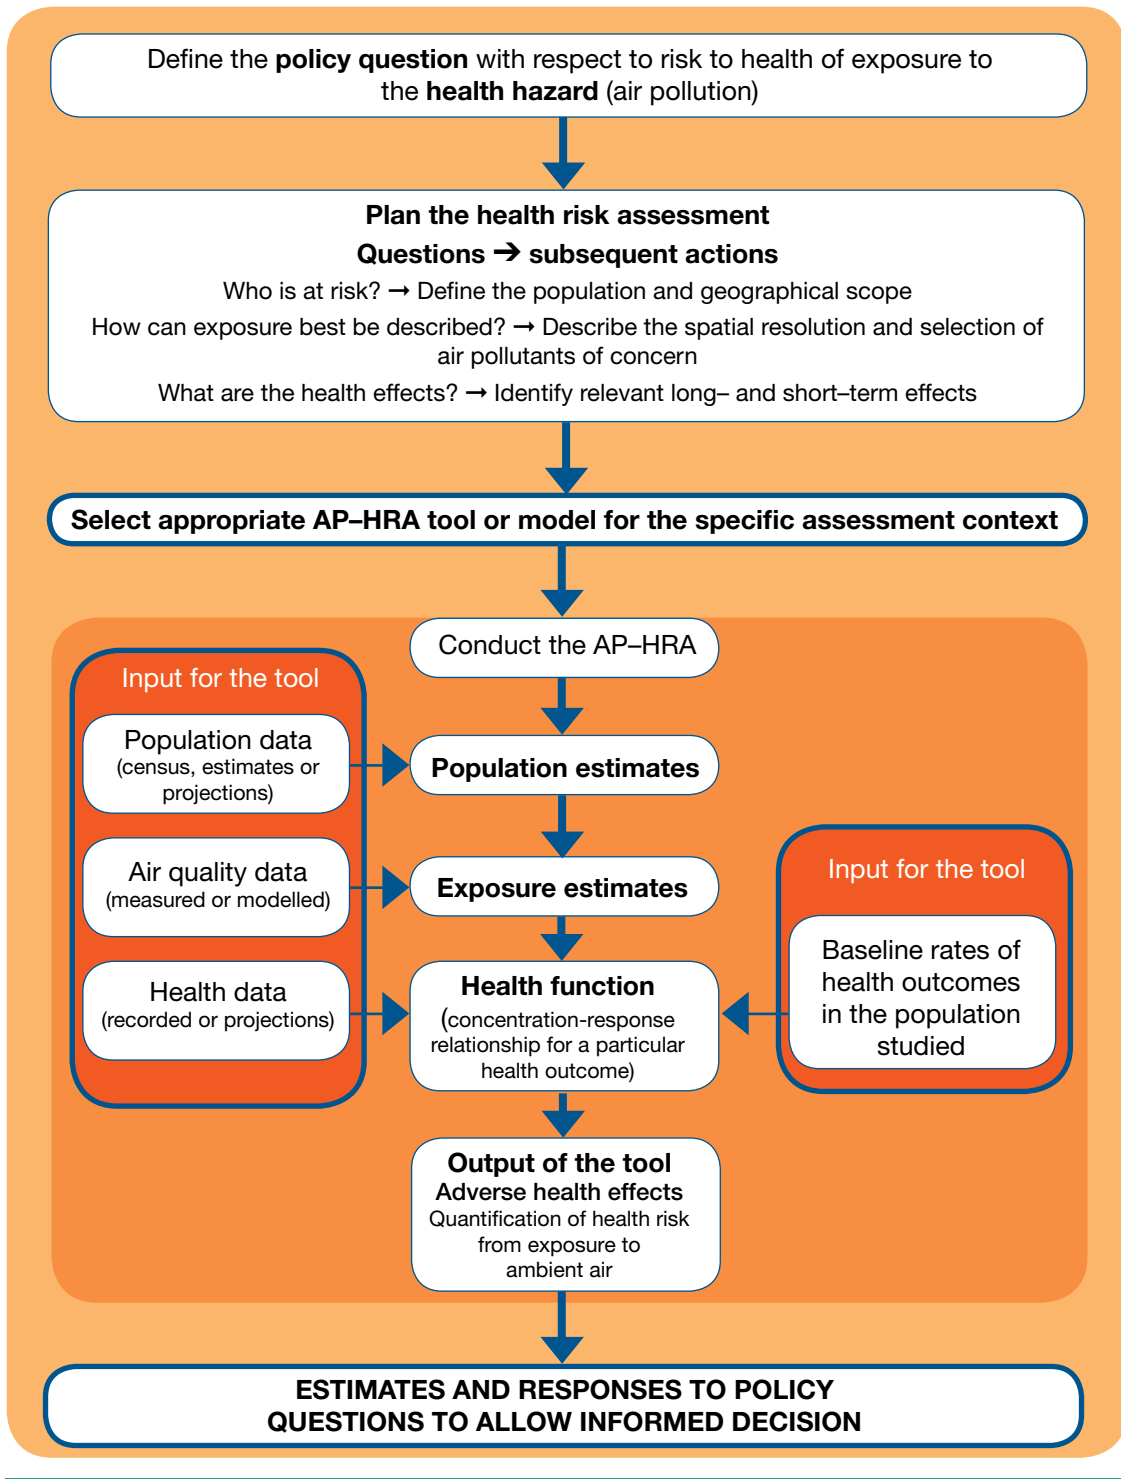 Define the policy question with respect to risk to health of exposure to
the health hazard (air pollution)
Plan the health risk assessment
Questions ➔ subsequent actions
Who is at risk? → Define the population and geographical scope
How can exposure best be described? → Describe the spatial resolution and selection of
air pollutants of concern
What are the health effects? → Identify relevant long– and short–term effects
Select appropriate AP–HRA tool or model for the specific assessment context
Conduct the AP–HRA
Input for the tool
Population data
(census, estimates or
projections)
Population estimates
Air quality data
(measured or modelled)
Exposure estimates
Health data
(recorded or projections)
Health function
(concentration-response
relationship for a particular
health outcome)
Input for the tool
Baseline rates of
health outcomes
in the population
studied
Output of the tool
Adverse health effects
Quantification of health risk
from exposure to
ambient air
ESTIMATES AND RESPONSES TO POLICY
QUESTIONS TO ALLOW INFORMED DECISION